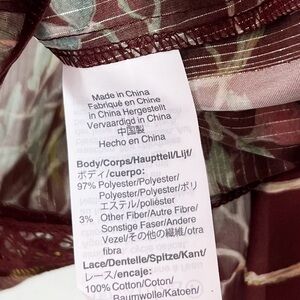 Made in China
Fabriqué en Chine
in China Hergestellt
Vervaardigd in China
中国製
Hecho en China
Body/Corps/Haupttell/Lijf/
ボディ/cuerpo:
97% Polyester/Polyester/
Polyester/Polyester/ポリ
エステル/poliéster
3% Other Fiber/Autre Fibre/
Sonstige Faser/Andere
Vezel/その他の繊維/otra
fibra
Lace/Dentelle/Spitze/Kant/
レース/encaje:
100% Cotton/Coton/
Baumwolle/Katoen/